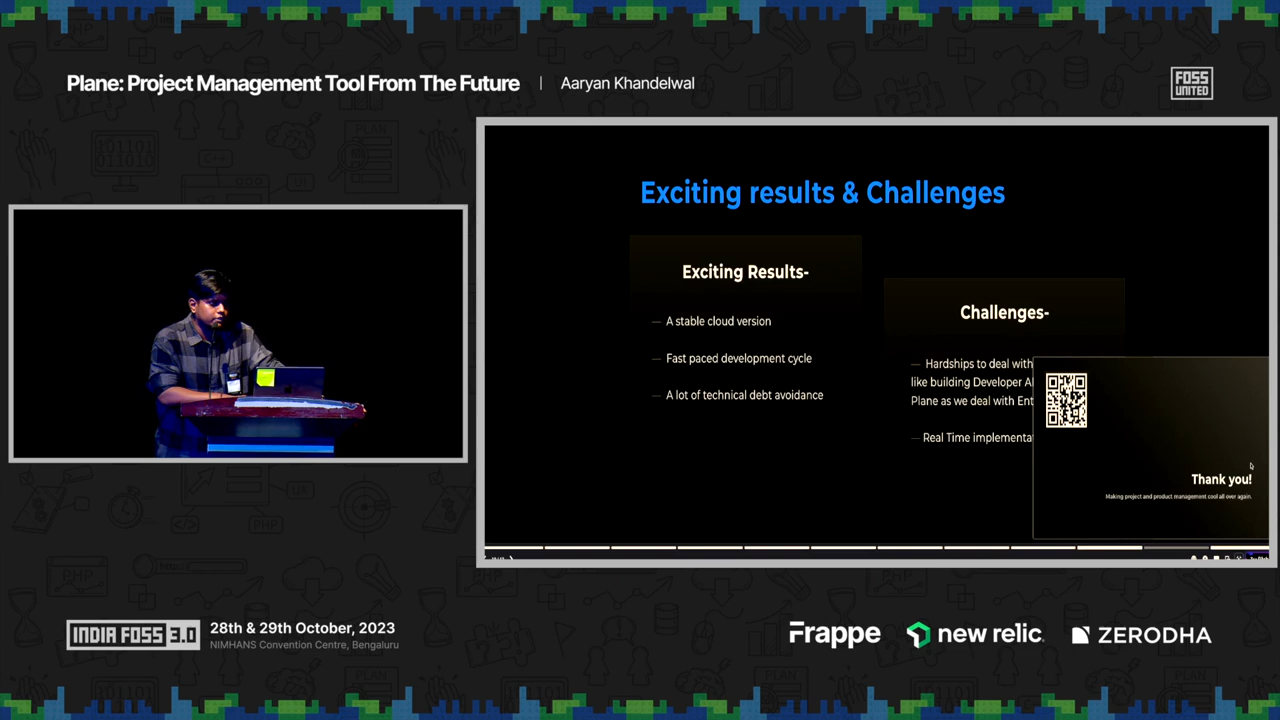 Plane: Project Management Tool From The Future | Aaryan Khandelwal
FOSS
UNITED
Exciting results & Challenges
Exciting Results-
— A stable cloud version
— Fast paced development cycle
— A lot of technical debt avoidance
Challenges-
— Hardships to deal with
like building Developer
Plane as we deal with
— Real Time
Thank you!
Making project and product management cool all over again.
INDIA FOSS 3.0
28th & 29th October, 2023
NIMHANS Convention Centre, Bengaluru
Frappe
new relic
ZERODHA